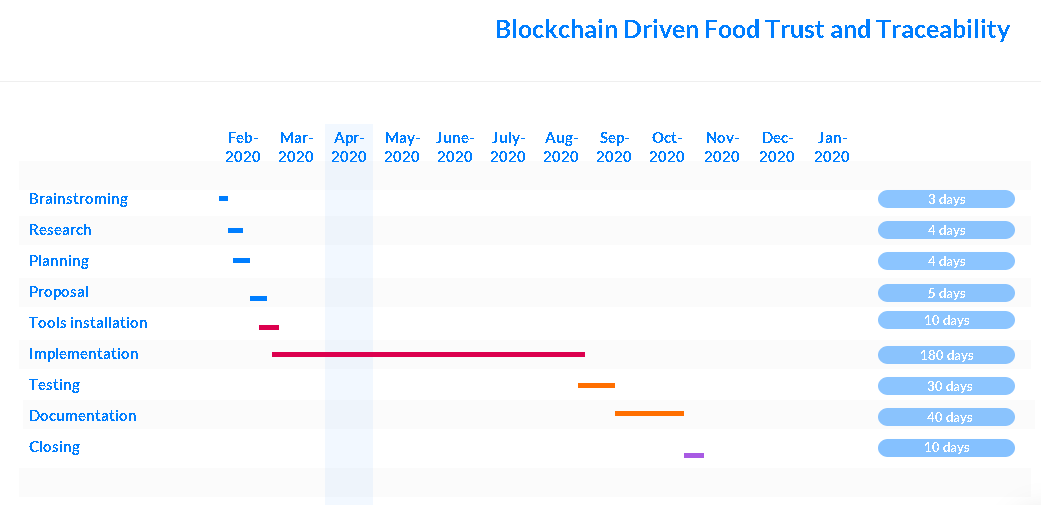 Blockchain Driven Food Trust and Traceability
Feb- Mar- Apr- May- June- July- Aug- Sep- Oct- Nov- Dec- Jan-
2020 2020 2020 2020 2020 2020 2020 2020 2020 2020 2020 2020
Brainstroming 3 days
Research 4 days
Planning 4 days
Proposal 5 days
Tools installation 10 days
Implementation 180 days
Testing 30 days
Documentation 40 days
Closing 10 days